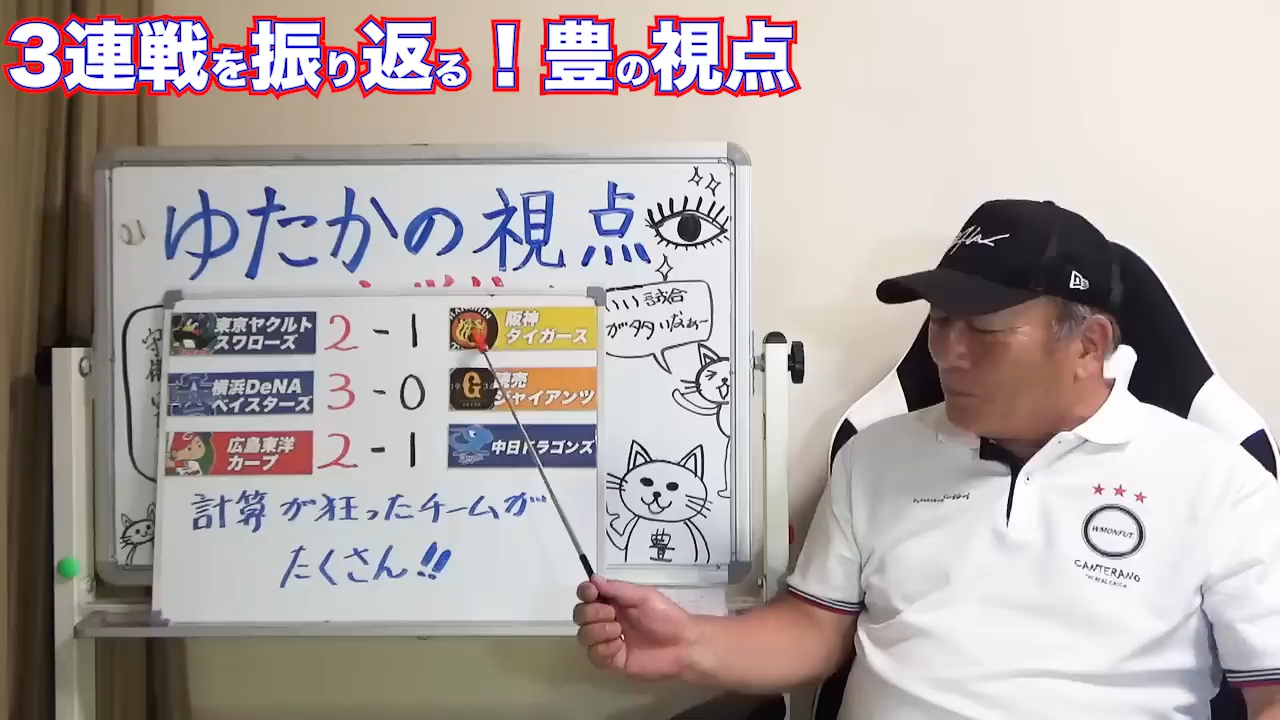 3連戦を振り返る！豊の視点
ゆたかの視点
いい試合
が多いなぁー
東京ヤクルト
スワローズ
2-1
阪神
タイガース
横浜DeNA
ベイスターズ
3-0
読売
ジャイアンツ
広島東洋
カープ
2-1
中日ドラゴンズ
計算が狂ったチームが
たくさん!!
豊
WMONFUT.
CANTERANO